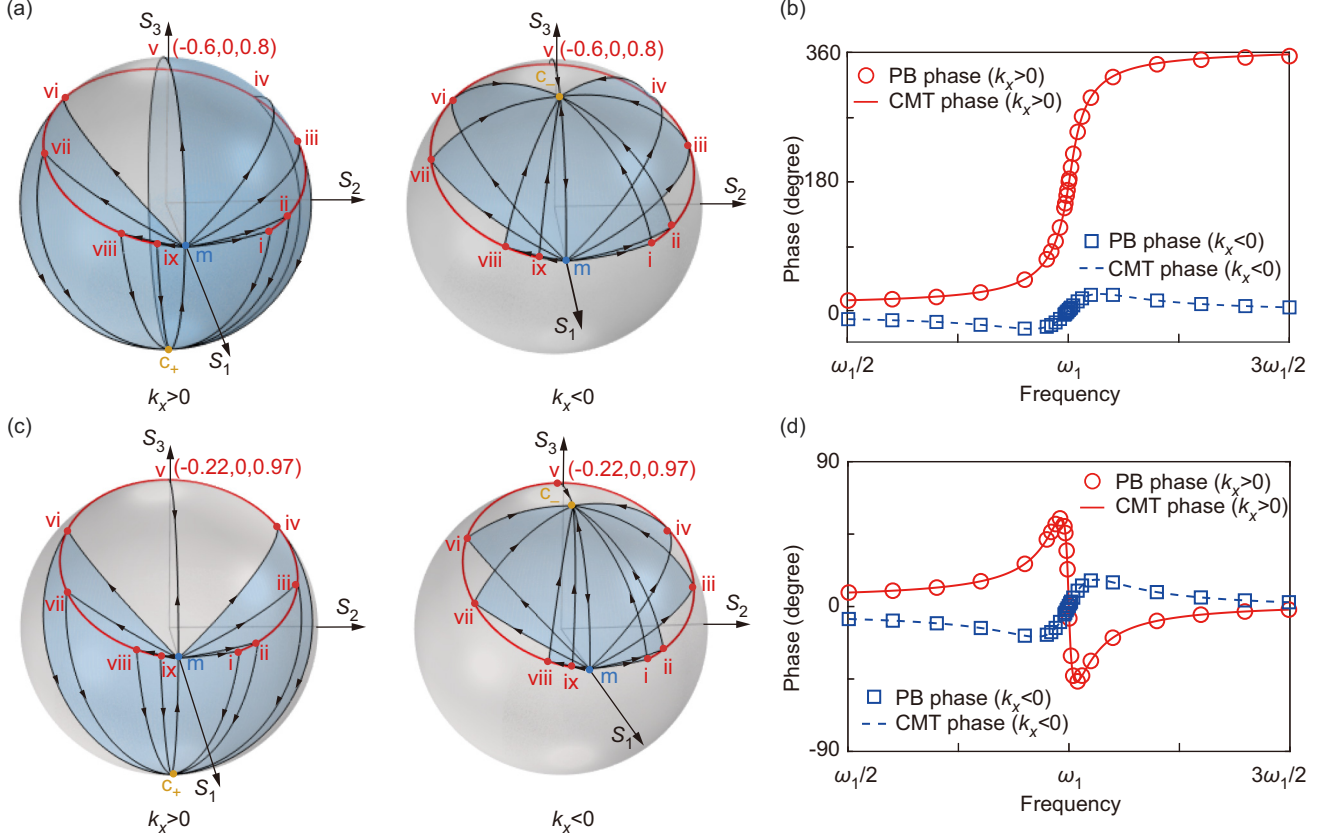 (a)
S3
v (-0.6,0,0.8)
iv
vi
iii
vii
S2
ii
i
viii
ix
m
S1
c+
kx>0
S3
v (-0.6,0,0.8)
c-
iv
vi
iii
vii
S2
ii
i
viii
ix
m
S1
kx<0
(b)
360
180
0
Phase (degree)
PB phase (kx>0)
CMT phase (kx>0)
PB phase (kx<0)
CMT phase (kx<0)
ω1/2
ω1
3ω1/2
Frequency
(c)
S3
v (-0.22,0,0.97)
vi
iv
iii
vii
S2
ii
i
viii
ix
m
S1
c+
kx>0
S3
v (-0.22,0,0.97)
c-
iv
vi
iii
vii
S2
ii
i
viii
ix
m
S1
kx<0
(d)
90
0
-90
Phase (degree)
PB phase (kx>0)
CMT phase (kx>0)
PB phase (kx<0)
CMT phase (kx<0)
ω1/2
ω1
3ω1/2
Frequency